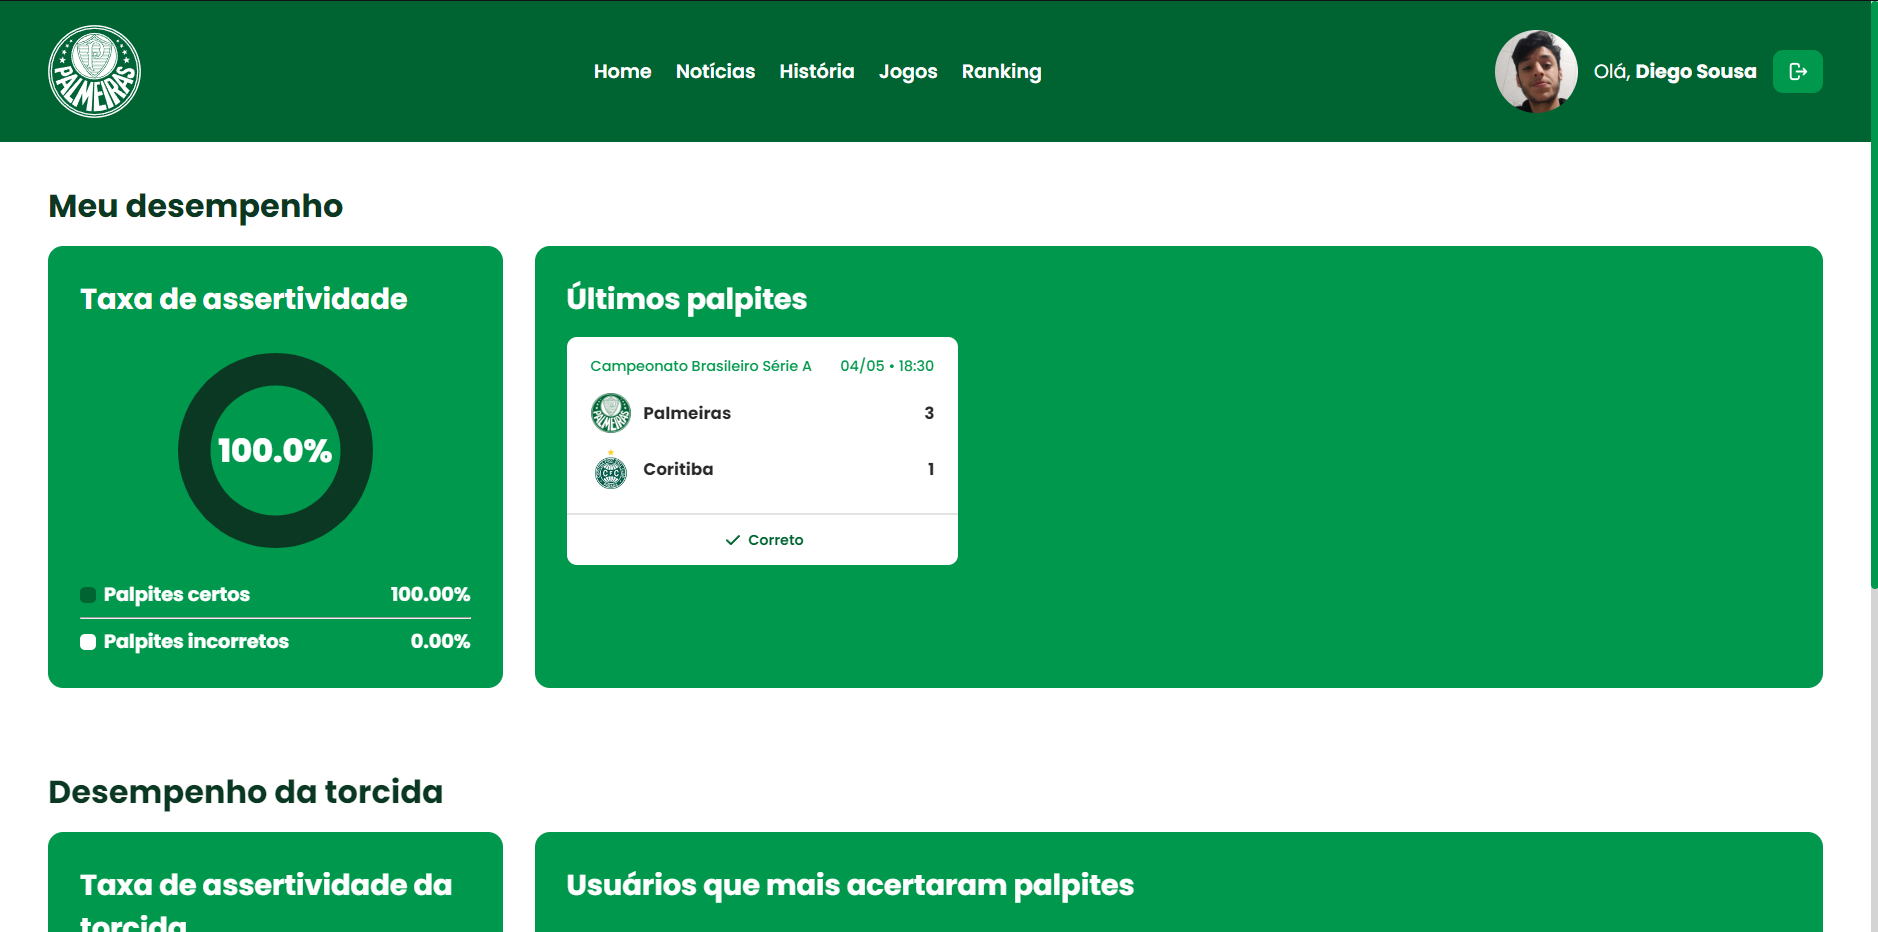 PALMEIRAS
Home Notícias História Jogos Ranking
Olá, Diego Sousa
Meu desempenho
Taxa de assertividade
100.0%
Palpites certos 100.00%
Palpites incorretos 0.00%
Últimos palpites
Campeonato Brasileiro Série A 04/05 • 18:30
PALMEIRAS
Palmeiras 3
CFC
Coritiba 1
Correto
Desempenho da torcida
Taxa de assertividade da
torcida
Usuários que mais acertaram palpites